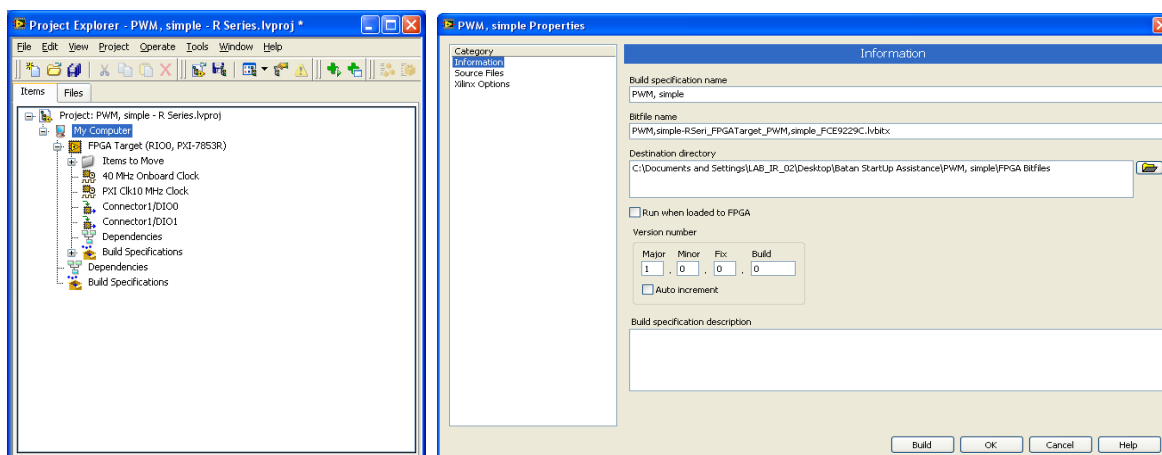 Project Explorer - PWM, simple - R Series.lvproj *
File Edit View Project Operate Tools Window Help
Items Files
Project: PWM, simple - R Series.lvproj
My Computer
FPGA Target (RIO0, PXI-7853R)
Items to Move
40 MHz Onboard Clock
PXI Clk10 MHz Clock
Connector1/DIO0
Connector1/DIO1
Dependencies
Build Specifications
Dependencies
Build Specifications
PWM, simple Properties
Category
Information
Source Files
Xilinx Options
Information
Build specification name
PWM, simple
Bitfile name
PWM,simple-RSeri_FPGATarget_PWM,simple_FCE9229C.lvbitx
Destination directory
C:\Documents and Settings\LAB_IR_02\Desktop\Batan StartUp Assistance\PWM, simple\FPGA Bitfiles
Run when loaded to FPGA
Version number
Major Minor Fix Build
1 . 0 . 0 . 0
Auto increment
Build specification description
Build OK Cancel Help